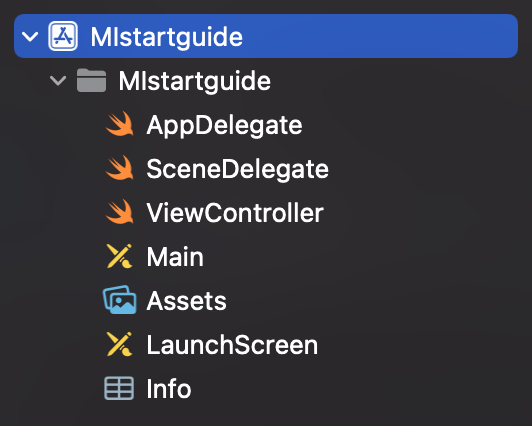 MIstartguide
MIstartguide
AppDelegate
SceneDelegate
ViewController
Main
Assets
LaunchScreen
Info